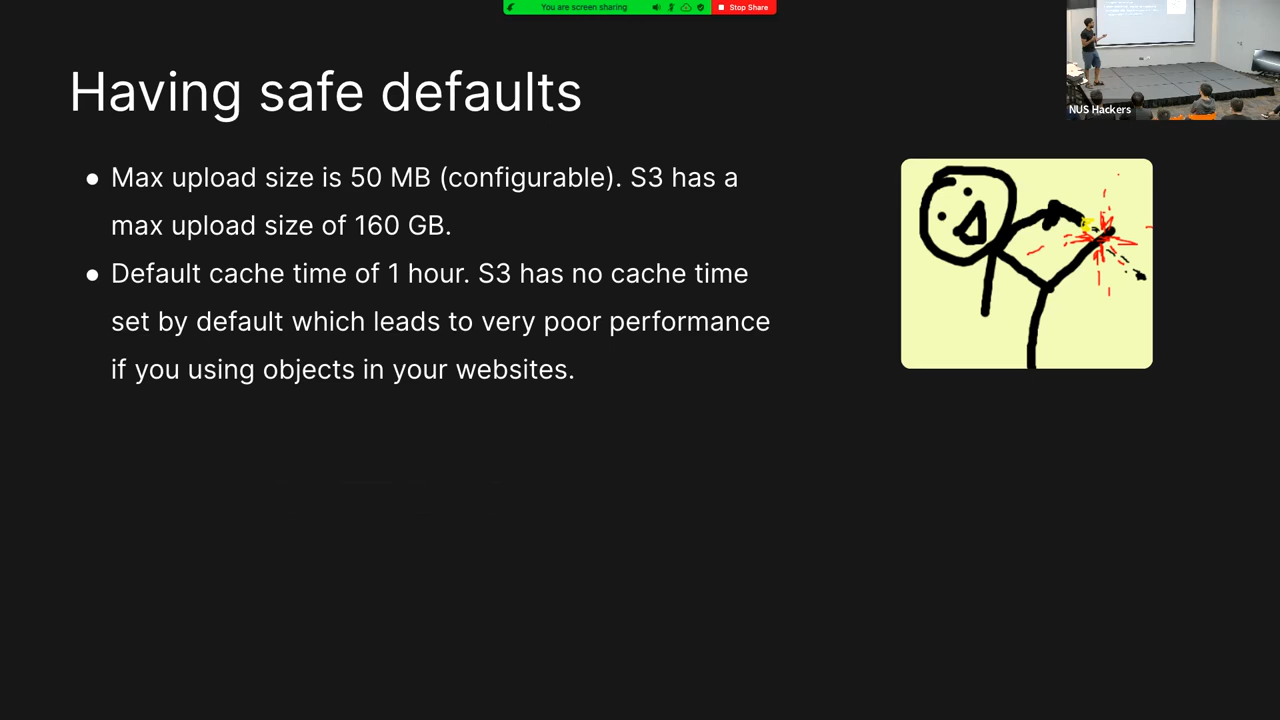 You are screen sharing
Stop Share
Having safe defaults
NUS Hackers
● Max upload size is 50 MB (configurable). S3 has a
max upload size of 160 GB.
● Default cache time of 1 hour. S3 has no cache time
set by default which leads to very poor performance
if you using objects in your websites.